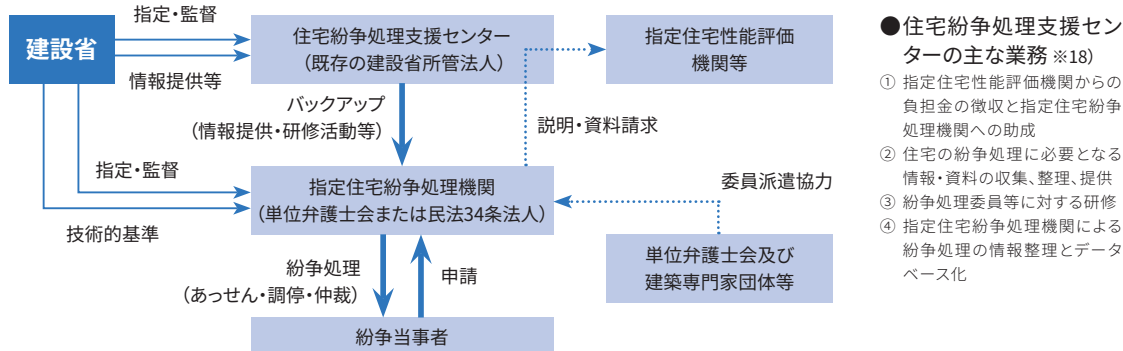 指定・監督
建設省
情報提供等
住宅紛争処理支援センター
（既存の建設省所管法人）
指定住宅性能評価
機関等
バックアップ
（情報提供・研修活動等）
説明・資料請求
指定・監督
技術的基準
指定住宅紛争処理機関
（単位弁護士会または民法34条法人）
委員派遣協力
単位弁護士会及び
建築専門家団体等
紛争処理
（あっせん・調停・仲裁）
申請
紛争当事者
●住宅紛争処理支援セン
ターの主な業務 ※18）
① 指定住宅性能評価機関からの
負担金の徴収と指定住宅紛争
処理機関への助成
② 住宅の紛争処理に必要となる
情報・資料の収集、整理、提供
③ 紛争処理委員等に対する研修
④ 指定住宅紛争処理機関による
紛争処理の情報整理とデータ
ベース化